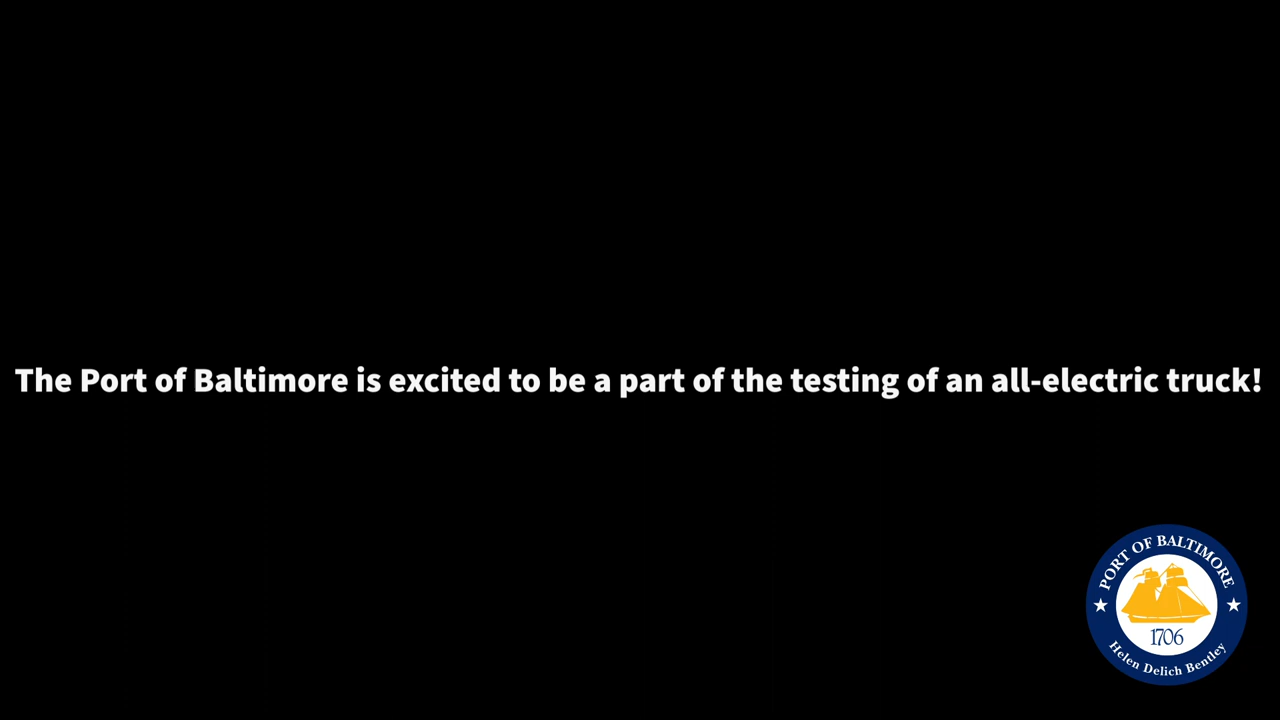 The Port of Baltimore is excited to be a part of the testing of an all-electric truck!
PORT OF BALTIMORE
1706
Helen Delich Bentley